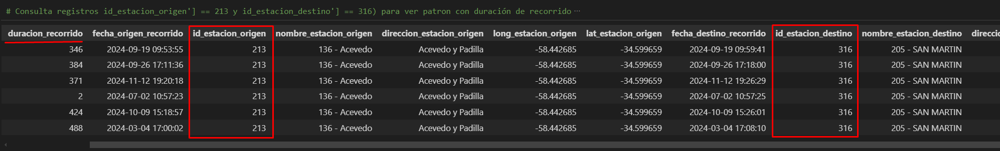 # Consulta registros id_estacion_origen'] == 213 y id_estacion_destino'] == 316) para ver patron con duración de recorrido ···
duracion_recorrido fecha_origen_recorrido id_estacion_origen nombre_estacion_origen direccion_estacion_origen long_estacion_origen lat_estacion_origen fecha_destino_recorrido id_estacion_destino nombre_estacion_destino direcci
346 2024-09-19 09:53:55 213 136 - Acevedo Acevedo y Padilla -58.442685 -34.599659 2024-09-19 09:59:41 316 205 - SAN MARTIN
384 2024-09-26 17:11:36 213 136 - Acevedo Acevedo y Padilla -58.442685 -34.599659 2024-09-26 17:18:00 316 205 - SAN MARTIN
371 2024-11-12 19:20:18 213 136 - Acevedo Acevedo y Padilla -58.442685 -34.599659 2024-11-12 19:26:29 316 205 - SAN MARTIN
2 2024-07-02 10:57:23 213 136 - Acevedo Acevedo y Padilla -58.442685 -34.599659 2024-07-02 10:57:25 316 205 - SAN MARTIN
424 2024-10-09 15:18:57 213 136 - Acevedo Acevedo y Padilla -58.442685 -34.599659 2024-10-09 15:26:01 316 205 - SAN MARTIN
488 2024-03-04 17:00:02 213 136 - Acevedo Acevedo y Padilla -58.442685 -34.599659 2024-03-04 17:08:10 316 205 - SAN MARTIN